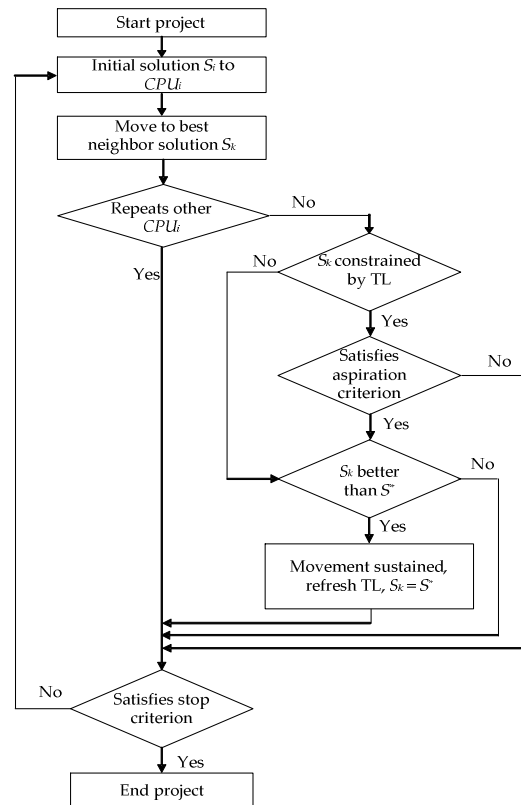 Start project
Initial solution Si to
CPUi
Move to best
neighbor solution Sk
Repeats other
CPUi
No
Yes
Sk constrained
by TL
No
Yes
Satisfies
aspiration
criterion
No
Yes
Sk better
than S*
No
Yes
Movement sustained,
refresh TL, Sk = S*
Satisfies stop
criterion
No
Yes
End project